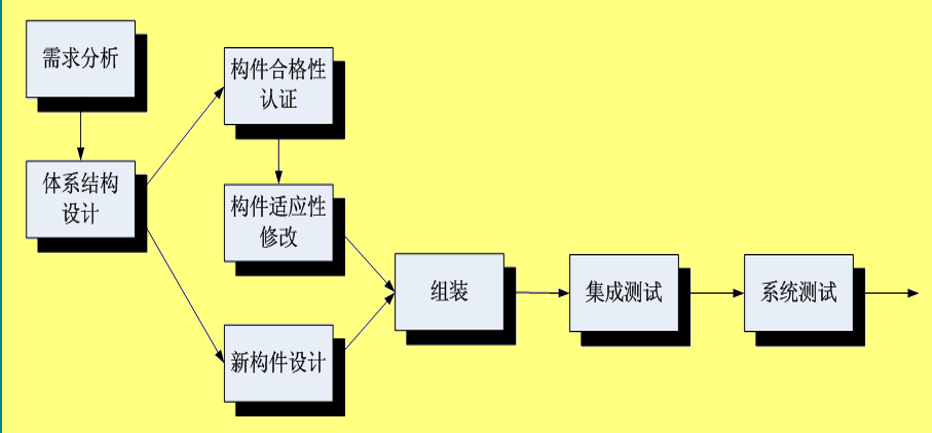 需求分析
体系结构
设计
构件合格性
认证
构件适应性
修改
新构件设计
组装
集成测试
系统测试